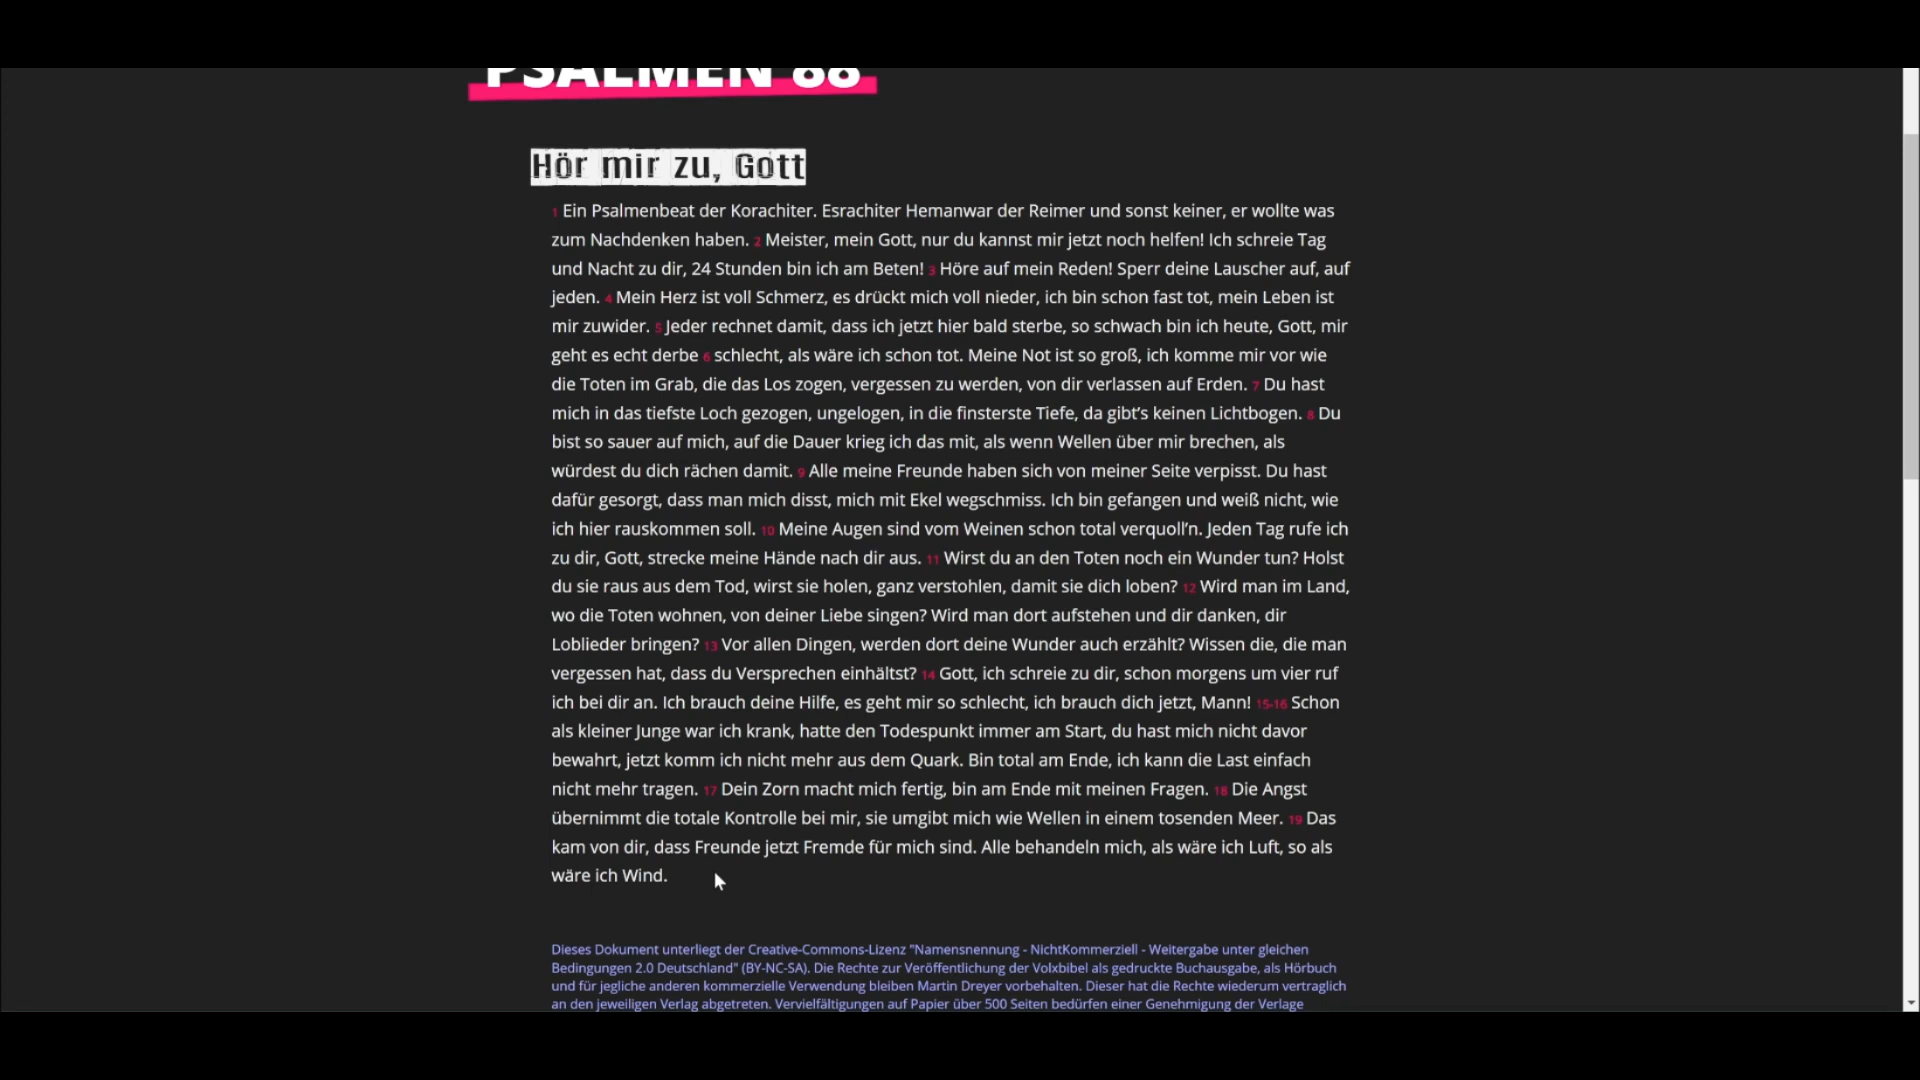 PSALMEN 88
Hör mir zu, Gott
1 Ein Psalmenbeat der Korachiter. Esrachiter Hemanwar der Reimer und sonst keiner, er wollte was
zum Nachdenken haben. 2 Meister, mein Gott, nur du kannst mir jetzt noch helfen! Ich schreie Tag
und Nacht zu dir, 24 Stunden bin ich am Beten! 3 Höre auf mein Reden! Sperr deine Lauscher auf, auf
jeden. 4 Mein Herz ist voll Schmerz, es drückt mich voll nieder, ich bin schon fast tot, mein Leben ist
mir zuwider. 5 Jeder rechnet damit, dass ich jetzt hier bald sterbe, so schwach bin ich heute, Gott, mir
geht es echt derbe 6 schlecht, als wäre ich schon tot. Meine Not ist so groß, ich komme mir vor wie
die Toten im Grab, die das Los zogen, vergessen zu werden, von dir verlassen auf Erden. 7 Du hast
mich in das tiefste Loch gezogen, ungelogen, in die finsterste Tiefe, da gibt’s keinen Lichtbogen. 8 Du
bist so sauer auf mich, auf die Dauer krieg ich das mit, als wenn Wellen über mir brechen, als
würdest du dich rächen damit. 9 Alle meine Freunde haben sich von meiner Seite verpisst. Du hast
dafür gesorgt, dass man mich disst, mich mit Ekel wegschmiss. Ich bin gefangen und weiß nicht, wie
ich hier rauskommen soll. 10 Meine Augen sind vom Weinen schon total verquoll’n. Jeden Tag rufe ich
zu dir, Gott, strecke meine Hände nach dir aus. 11 Wirst du an den Toten noch ein Wunder tun? Holst
du sie raus aus dem Tod, wirst sie holen, ganz verstohlen, damit sie dich loben? 12 Wird man im Land,
wo die Toten wohnen, von deiner Liebe singen? Wird man dort aufstehen und dir danken, dir
Loblieder bringen? 13 Vor allen Dingen, werden dort deine Wunder auch erzählt? Wissen die, die man
vergessen hat, dass du Versprechen einhältst? 14 Gott, ich schreie zu dir, schon morgens um vier ruf
ich bei dir an. Ich brauch deine Hilfe, es geht mir so schlecht, ich brauch dich jetzt, Mann! 15-16 Schon
als kleiner Junge war ich krank, hatte den Todespunkt immer am Start, du hast mich nicht davor
bewahrt, jetzt komm ich nicht mehr aus dem Quark. Bin total am Ende, ich kann die Last einfach
nicht mehr tragen. 17 Dein Zorn macht mich fertig, bin am Ende mit meinen Fragen. 18 Die Angst
übernimmt die totale Kontrolle bei mir, sie umgibt mich wie Wellen in einem tosenden Meer. 19 Das
kam von dir, dass Freunde jetzt Fremde für mich sind. Alle behandeln mich, als wäre ich Luft, so als
wäre ich Wind.
Dieses Dokument unterliegt der Creative-Commons-Lizenz "Namensnennung - NichtKommerziell - Weitergabe unter gleichen
Bedingungen 2.0 Deutschland" (BY-NC-SA). Die Rechte zur Veröffentlichung der Volxbibel als gedruckte Buchausgabe, als Hörbuch
und für jegliche anderen kommerzielle Verwendung bleiben Martin Dreyer vorbehalten. Dieser hat die Rechte wiederum vertraglich
an den jeweiligen Verlag abgetreten. Vervielfältigungen auf Papier über 500 Seiten bedürfen einer Genehmigung der Verlage